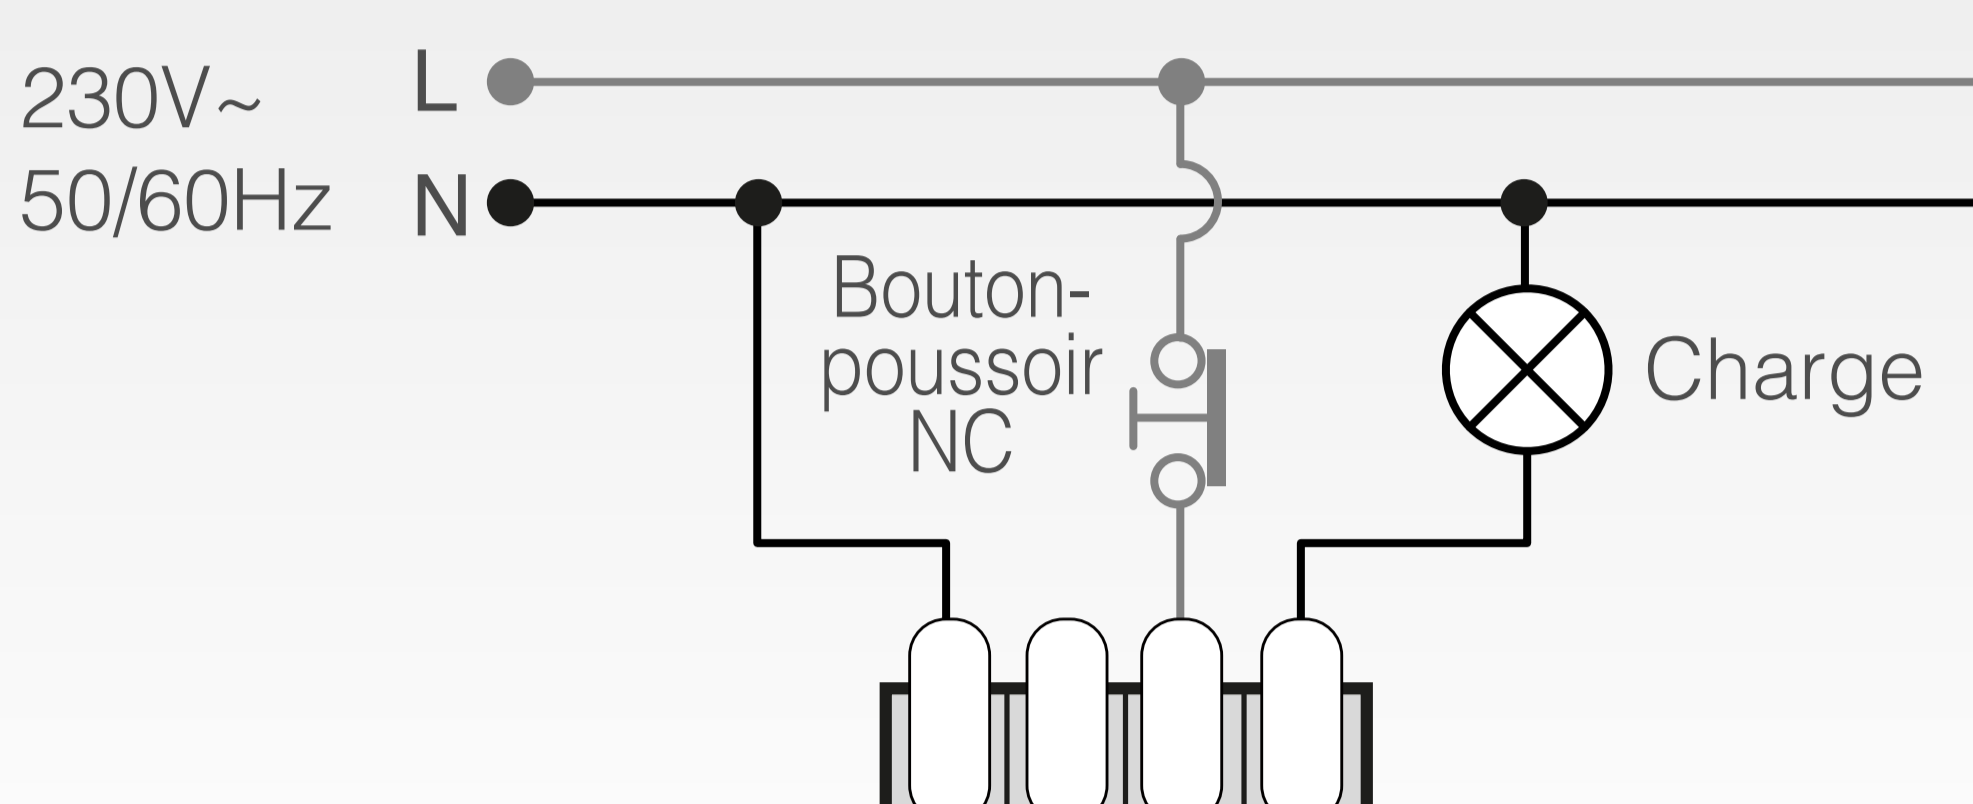 230V~
L
50/60Hz
N
Bouton-
poussoir
NC
Charge